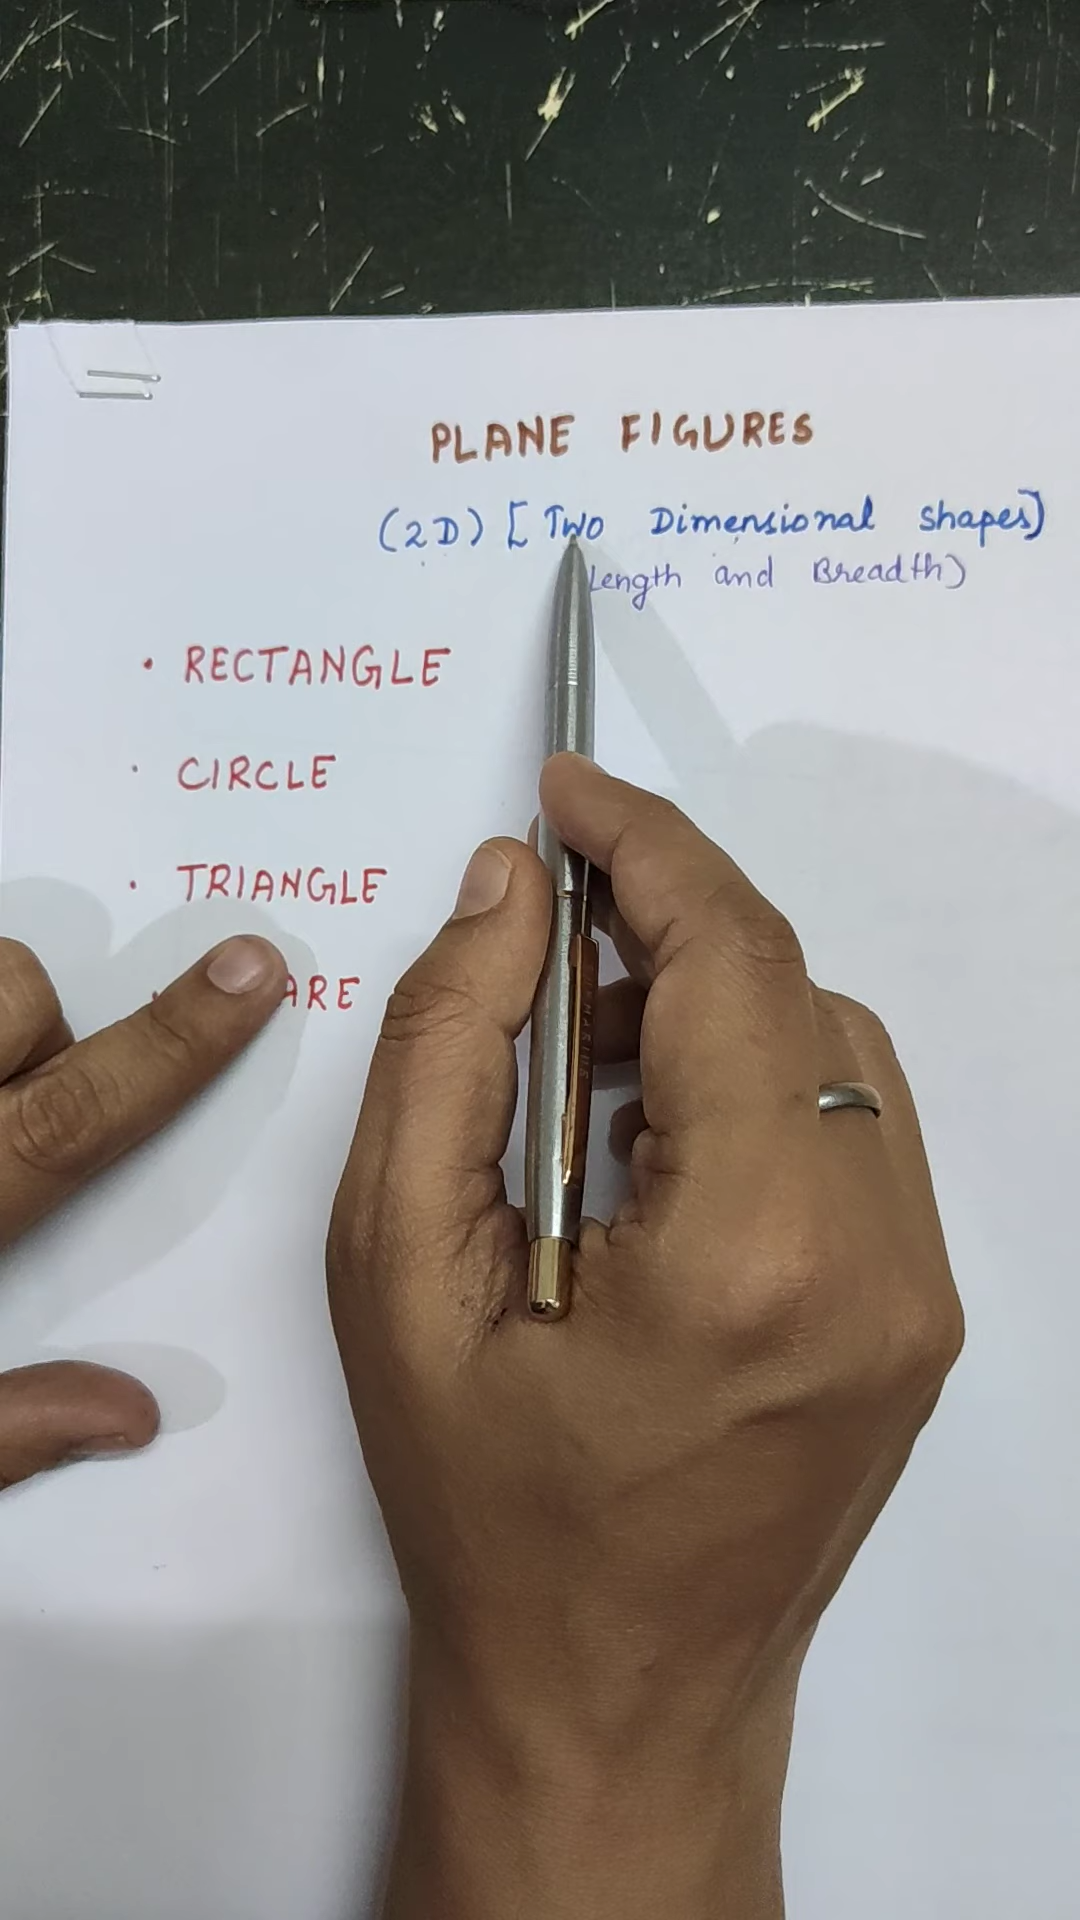 PLANE FIGURES
(2D) [Two Dimensional shapes]
Length and Breadth)
• RECTANGLE
• CIRCLE
• TRIANGLE
ARE